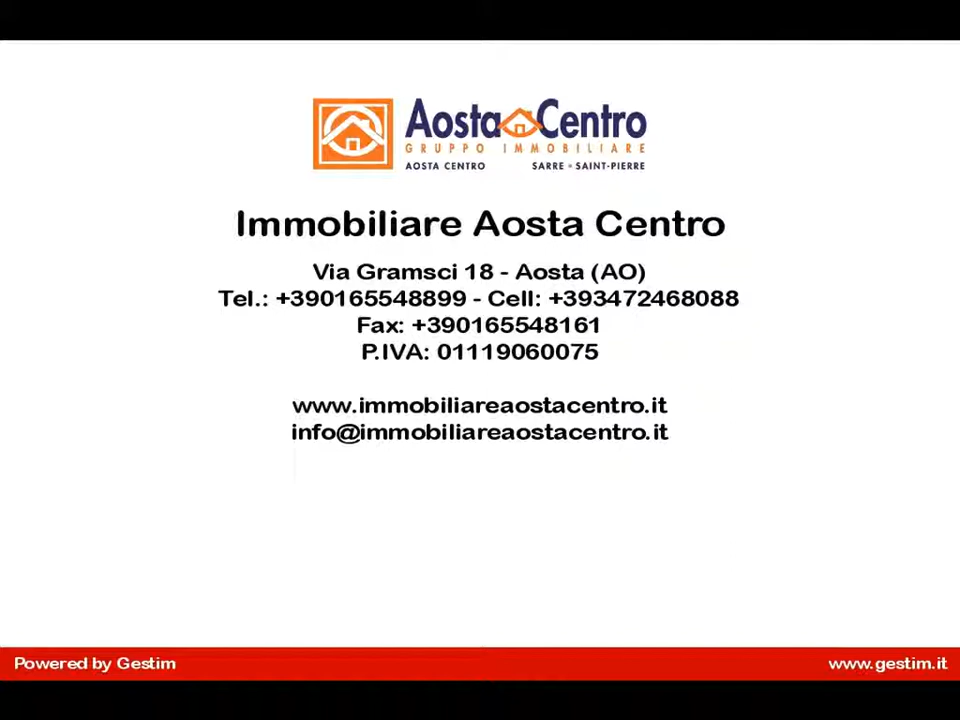 Aosta Centro
GRUPPO IMMOBILIARE
AOSTA CENTRO SARRE - SAINT-PIERRE
Immobiliare Aosta Centro
Via Gramsci 18 - Aosta (AO)
Tel.: +390165548899 - Cell: +393472468088
Fax: +390165548161
P.IVA: 01119060075
www.immobiliareaostacentro.it
info@immobiliareaostacentro.it
Powered by Gestim www.gestim.it